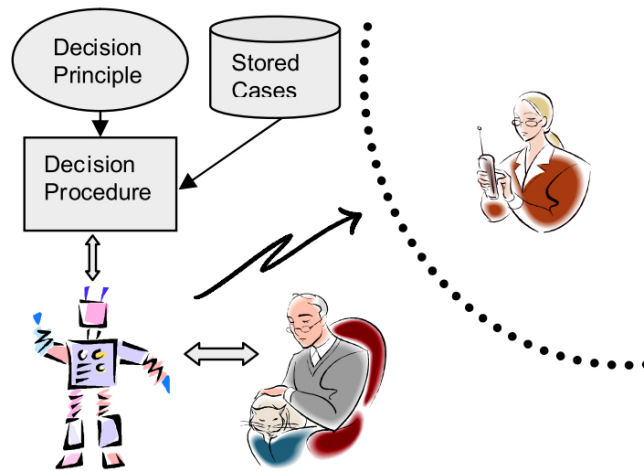 Decision
Principle
Stored
Cases
Decision
Procedure